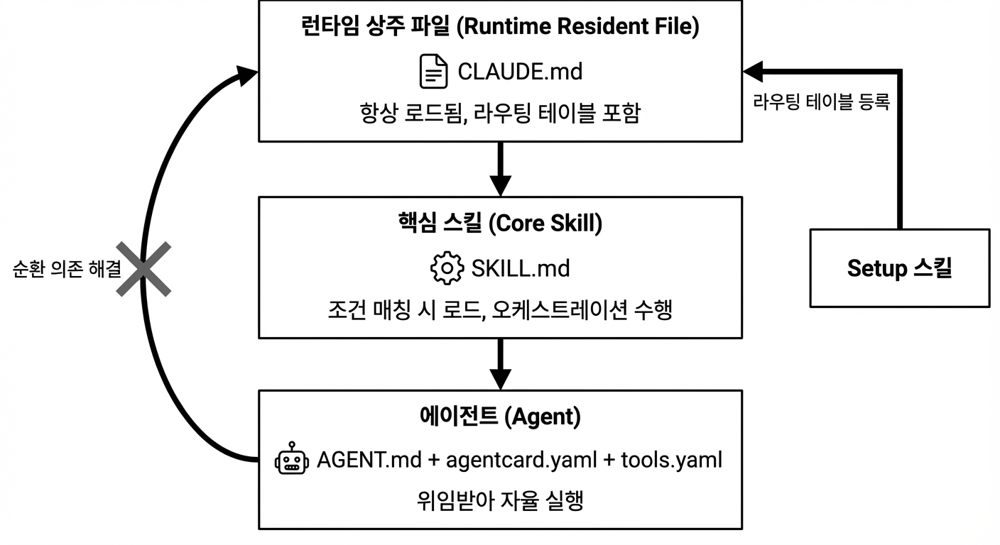 런타임 상주 파일 (Runtime Resident File)
CLAUDE.md
항상 로드됨, 라우팅 테이블 포함
라우팅 테이블 등록
핵심 스킬 (Core Skill)
SKILL.md
조건 매칭 시 로드, 오케스트레이션 수행
Setup 스킬
순환 의존 해결
에이전트 (Agent)
AGENT.md + agentcard.yaml + tools.yaml
위임받아 자율 실행